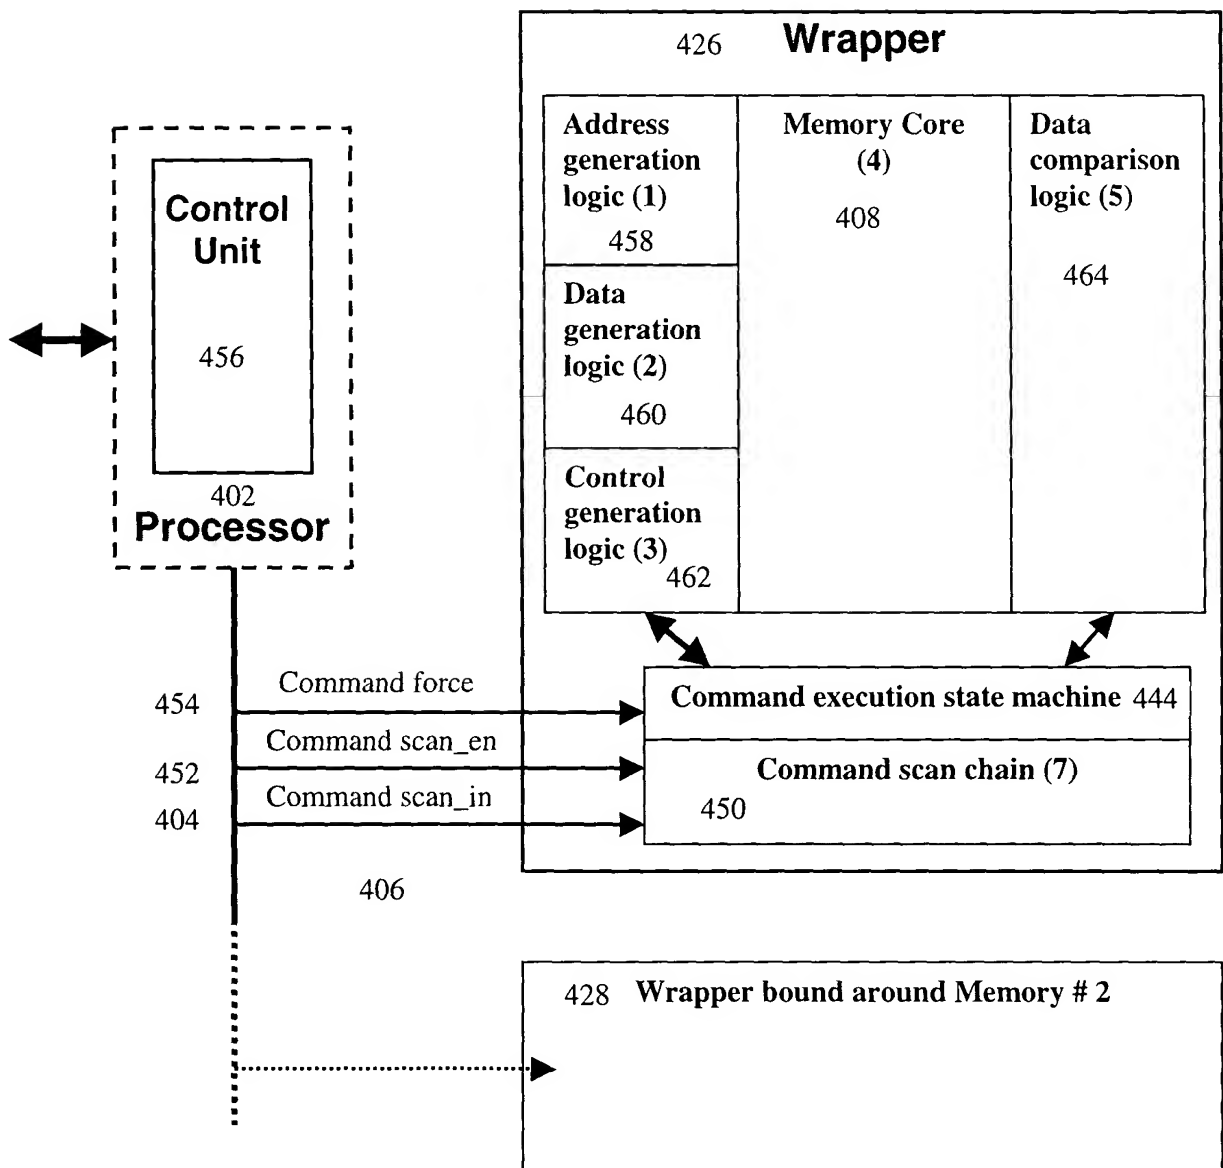 426 Wrapper
Control
Unit
456
402
Processor
Address
generation
logic (1)
458
Data
generation
logic (2)
460
Control
generation
logic (3)
462
Memory Core
(4)
408
Data
comparison
logic (5)
464
454
Command force
452
Command scan_en
404
Command scan_in
406
Command execution state machine 444
Command scan chain (7)
450
428 Wrapper bound around Memory # 2